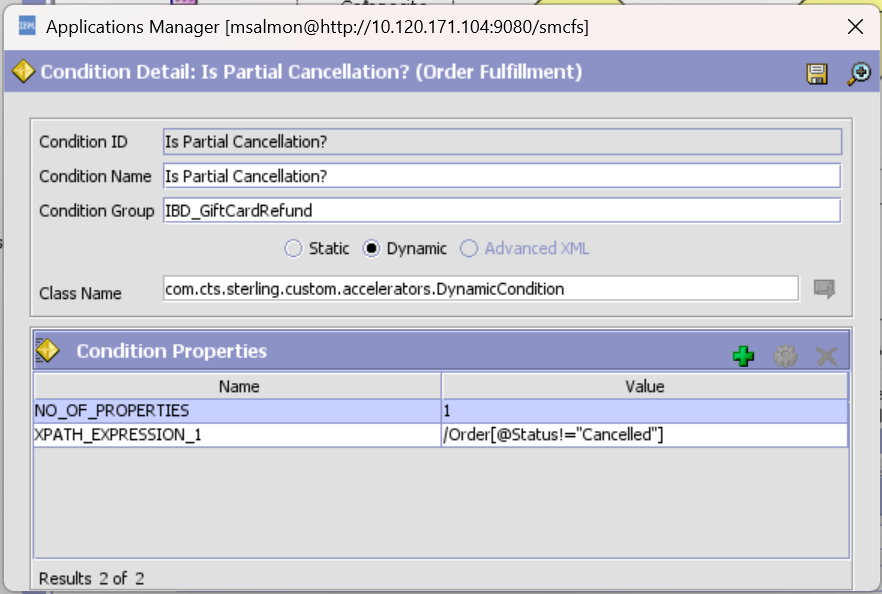 IBM Applications Manager [msalmon@http://10.120.171.104:9080/smcfs]
Condition Detail: Is Partial Cancellation? (Order Fulfillment)
Condition ID Is Partial Cancellation?
Condition Name Is Partial Cancellation?
Condition Group IBD_GiftCardRefund
Static Dynamic Advanced XML
Class Name com.cts.sterling.custom.accelerators.DynamicCondition
Condition Properties
Name Value
NO_OF_PROPERTIES 1
XPATH_EXPRESSION_1 /Order[@Status!="Cancelled"]
Results 2 of 2